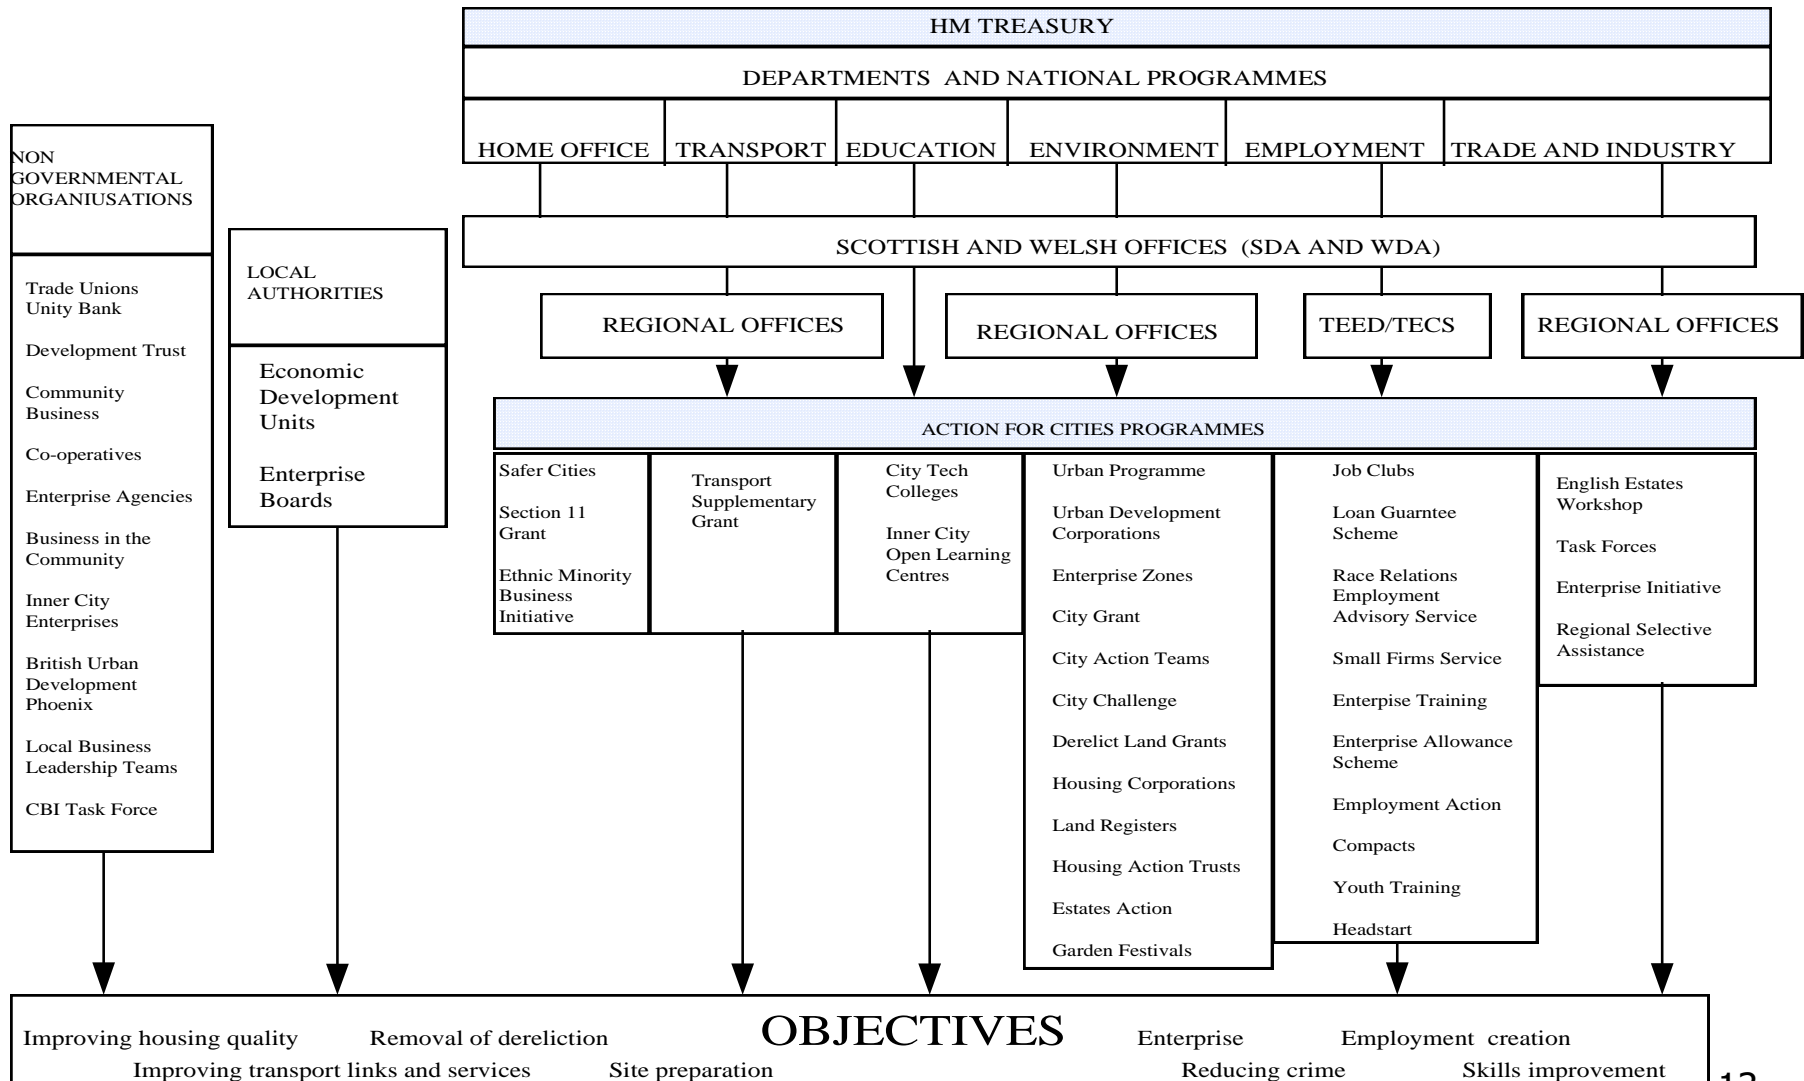 HM TREASURY
DEPARTMENTS AND NATIONAL PROGRAMMES
HOME OFFICE
TRANSPORT
EDUCATION
ENVIRONMENT
EMPLOYMENT
TRADE AND INDUSTRY
SCOTTISH AND WELSH OFFICES (SDA AND WDA)
REGIONAL OFFICES
REGIONAL OFFICES
TEED/TECS
REGIONAL OFFICES
NON
GOVERNMENTAL
ORGANIUSATIONS
Trade Unions
Unity Bank
Development Trust
Community
Business
Co-operatives
Enterprise Agencies
Business in the
Community
Inner City
Enterprises
British Urban
Development
Phoenix
Local Business
Leadership Teams
CBI Task Force
LOCAL
AUTHORITIES
Economic
Development
Units
Enterprise
Boards
ACTION FOR CITIES PROGRAMMES
Safer Cities
Section 11
Grant
Ethnic Minority
Business
Initiative
Transport
Supplementary
Grant
City Tech
Colleges
Inner City
Open Learning
Centres
Urban Programme
Urban Development
Corporations
Enterprise Zones
City Grant
City Action Teams
City Challenge
Derelict Land Grants
Housing Corporations
Land Registers
Housing Action Trusts
Estates Action
Garden Festivals
Job Clubs
Loan Guarntee
Scheme
Race Relations
Employment
Advisory Service
Small Firms Service
Enterpise Training
Enterprise Allowance
Scheme
Employment Action
Compacts
Youth Training
Headstart
English Estates
Workshop
Task Forces
Enterprise Initiative
Regional Selective
Assistance
OBJECTIVES
Improving housing quality
Removal of dereliction
Enterprise
Employment creation
Improving transport links and services
Site preparation
Reducing crime
Skills improvement